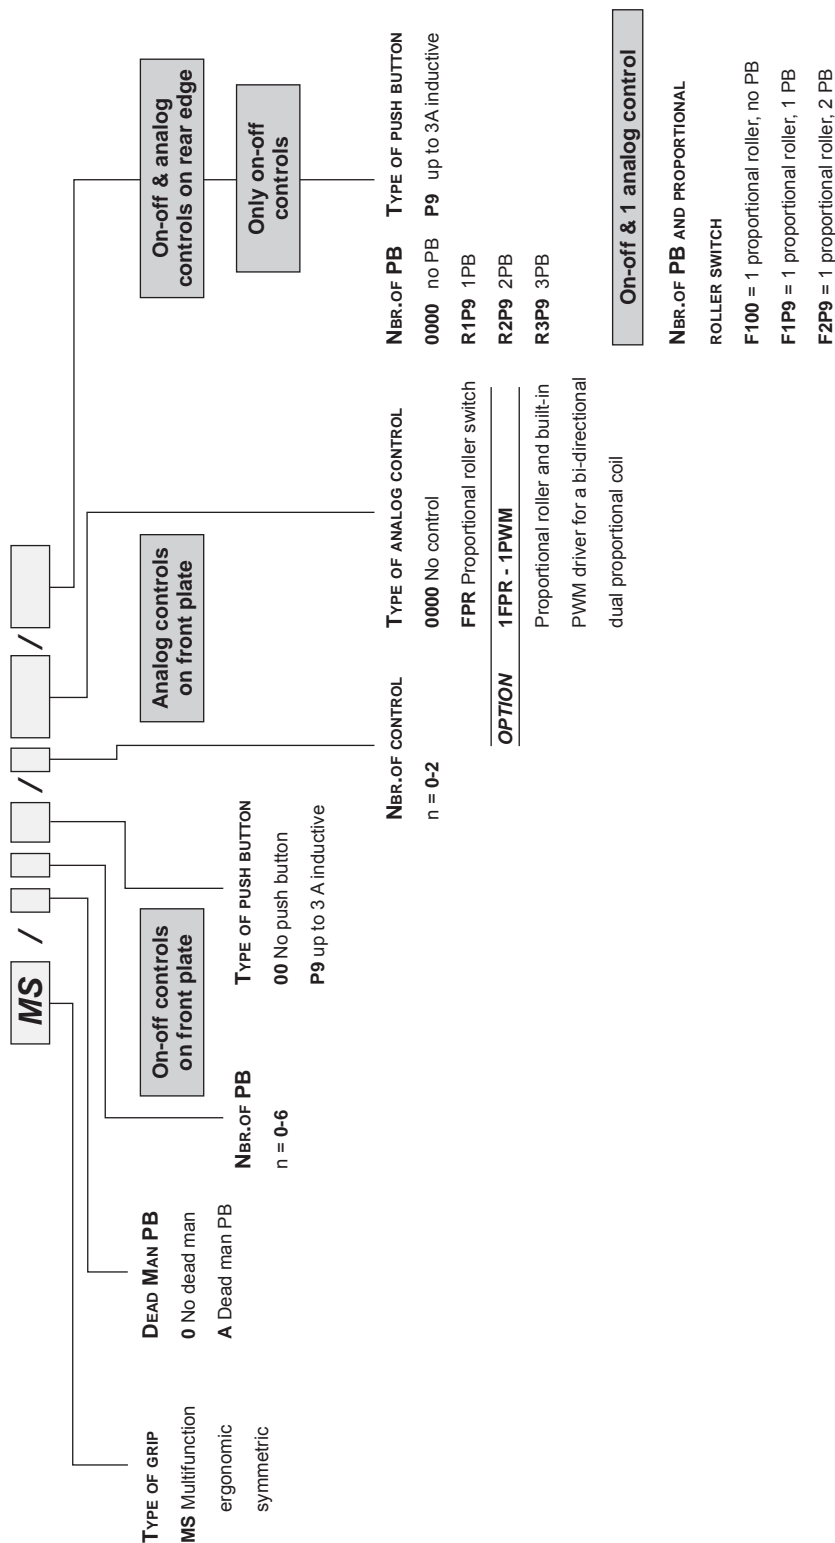 MS / / /
TYPE OF GRIP
MS Multifunction
ergonomic
symmetric
DEAD MAN PB
0 No dead man
A Dead man PB
On-off controls
on front plate
NBR.OF PB
n = 0-6
TYPE OF PUSH BUTTON
00 No push button
P9 up to 3 A inductive
Analog controls
on front plate
NBR.OF CONTROL
n = 0-2
TYPE OF ANALOG CONTROL
0000 No control
FPR Proportional roller switch
OPTION 1FPR - 1PWM
Proportional roller and built-in
PWM driver for a bi-directional
dual proportional coil
On-off & analog
controls on rear edge
Only on-off
controls
NBR.OF PB
0000 no PB
R1P9 1PB
R2P9 2PB
R3P9 3PB
TYPE OF PUSH BUTTON
P9 up to 3A inductive
On-off & 1 analog control
NBR.OF PB AND PROPORTIONAL
ROLLER SWITCH
F100 = 1 proportional roller, no PB
F1P9 = 1 proportional roller, 1 PB
F2P9 = 1 proportional roller, 2 PB